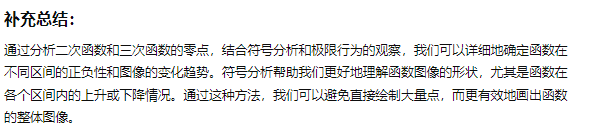 补充总结：
通过分析二次函数和三次函数的零点，结合符号分析和极限行为的观察，我们可以详细地确定函数在
不同区间的正负性和图像的变化趋势。符号分析帮助我们更好地理解函数图像的形状，尤其是函数在
各个区间内的上升或下降情况。通过这种方法，我们可以避免直接绘制大量点，而更有效地画出函数
的整体图像。